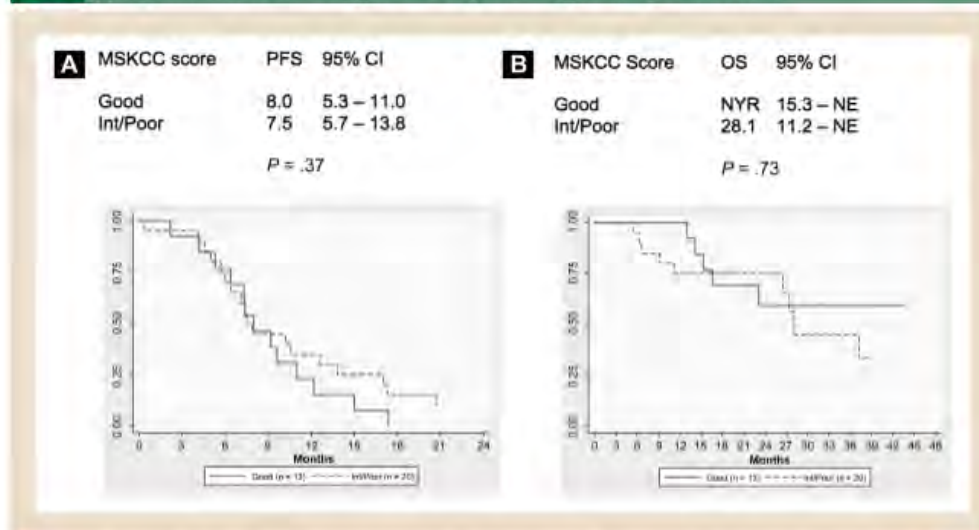 A MSKCC score PFS 95% CI
Good 8.0 5.3 – 11.0
Int/Poor 7.5 5.7 – 13.8
P = .37
1.00
0.75
0.50
0.25
0.00
0 3 6 9 12 15 18 21 24
Months
Good (n = 13) Int/Poor (n = 20)
B MSKCC Score OS 95% CI
Good NYR 15.3 – NE
Int/Poor 28.1 11.2 – NE
P = .73
1.00
0.75
0.50
0.25
0.00
0 3 6 9 12 15 18 21 24 27 30 33 36 39 42 45 48
Months
Good (n = 13) Int/Poor (n = 20)